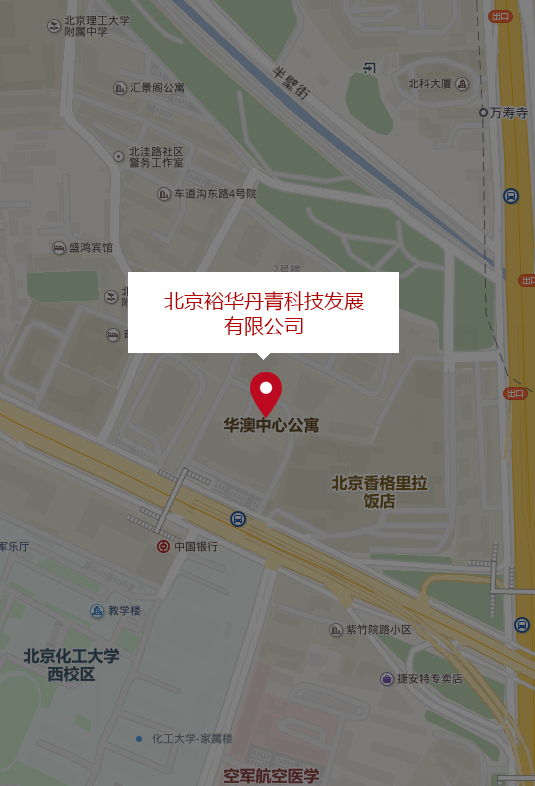 北京理工大学
附属中学
出口
半壁街
汇景阁公寓
北科大厦
万寿寺
北洼路社区
警务工作室
车道沟东路4号院
盛鸿宾馆
2号楼
出口
北京裕华丹青科技发展
有限公司
出口
华澳中心公寓
北京香格里拉
饭店
军乐厅
中国银行
教学楼
紫竹院路小区
北京化工大学
西校区
捷安特专卖店
化工大学-家属楼
空军航空医学